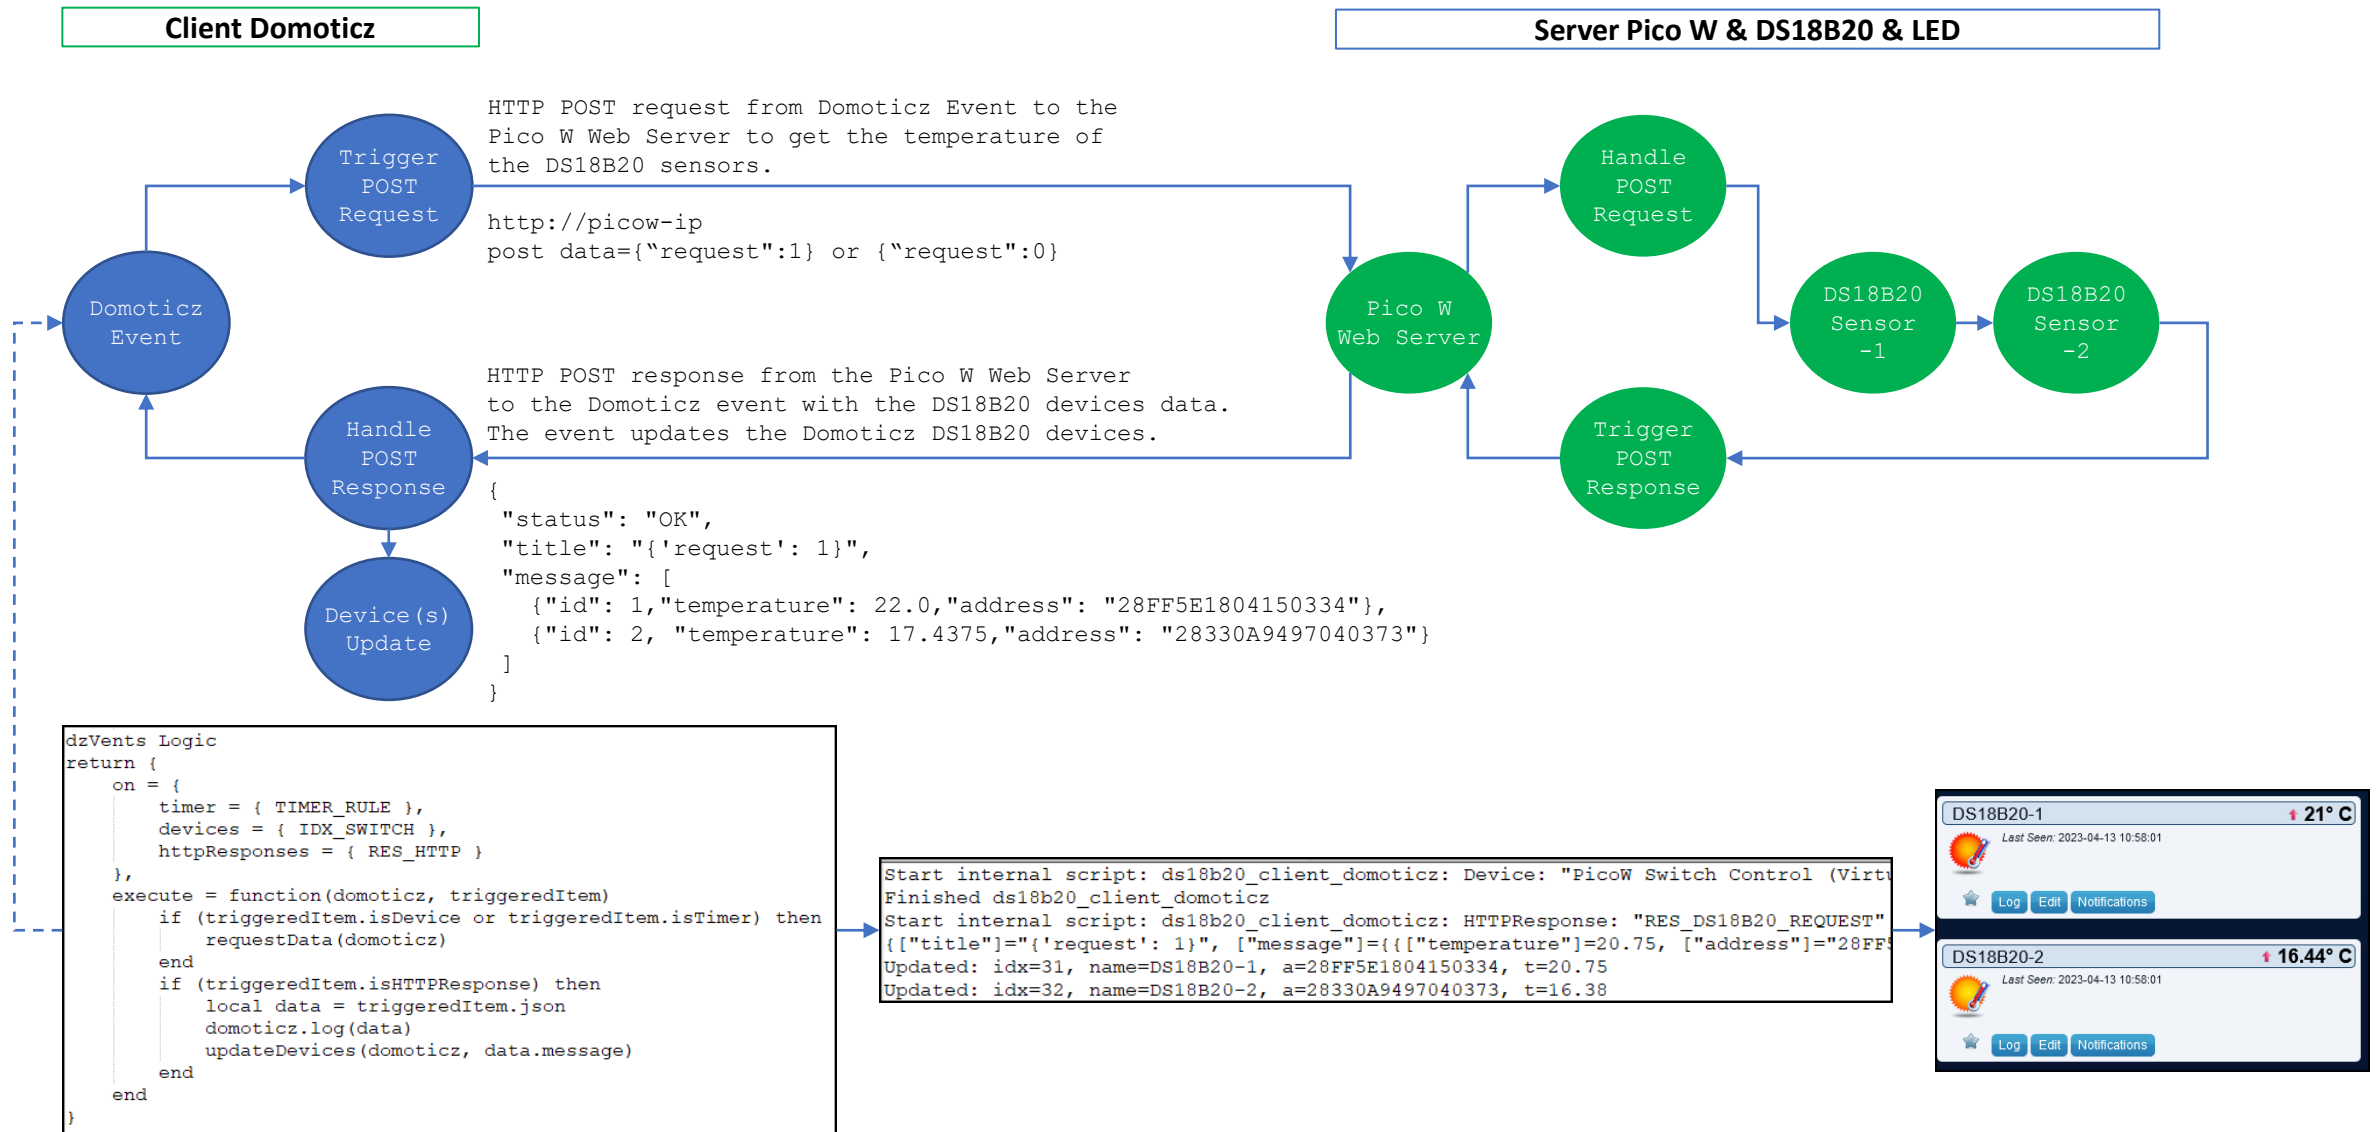 Client Domoticz
Server Pico W & DS18B20 & LED
HTTP POST request from Domoticz Event to the
Pico W Web Server to get the temperature of
the DS18B20 sensors.
http://picow-ip
post data={“request":1} or {“request":0}
Trigger
POST
Request
Domoticz
Event
Handle
POST
Request
Pico W
Web Server
DS18B20
Sensor
-1
DS18B20
Sensor
-2
HTTP POST response from the Pico W Web Server
to the Domoticz event with the DS18B20 devices data.
The event updates the Domoticz DS18B20 devices.
Handle
POST
Response
Trigger
POST
Response
{
"status": "OK",
"title": "{'request': 1}",
"message": [
{"id": 1,"temperature": 22.0,"address": "28FF5E1804150334"},
{"id": 2, "temperature": 17.4375,"address": "28330A9497040373"}
]
}
Device(s)
Update
dzVents Logic
return {
on = {
timer = { TIMER_RULE },
devices = { IDX_SWITCH },
httpResponses = { RES_HTTP }
},
execute = function(domoticz, triggeredItem)
if (triggeredItem.isDevice or triggeredItem.isTimer) then
requestData(domoticz)
end
if (triggeredItem.isHTTPResponse) then
local data = triggeredItem.json
domoticz.log(data)
updateDevices(domoticz, data.message)
end
end
}
Start internal script: ds18b20_client_domoticz: Device: "PicoW Switch Control (Virtu
Finished ds18b20_client_domoticz
Start internal script: ds18b20_client_domoticz: HTTPResponse: "RES_DS18B20_REQUEST"
{["title"]="{'request': 1}", ["message"]={{["temperature"]=20.75, ["address"]="28FF5
Updated: idx=31, name=DS18B20-1, a=28FF5E1804150334, t=20.75
Updated: idx=32, name=DS18B20-2, a=28330A9497040373, t=16.38
DS18B20-1 21° C
Last Seen: 2023-04-13 10:58:01
Log Edit Notifications
DS18B20-2 16.44° C
Last Seen: 2023-04-13 10:58:01
Log Edit Notifications